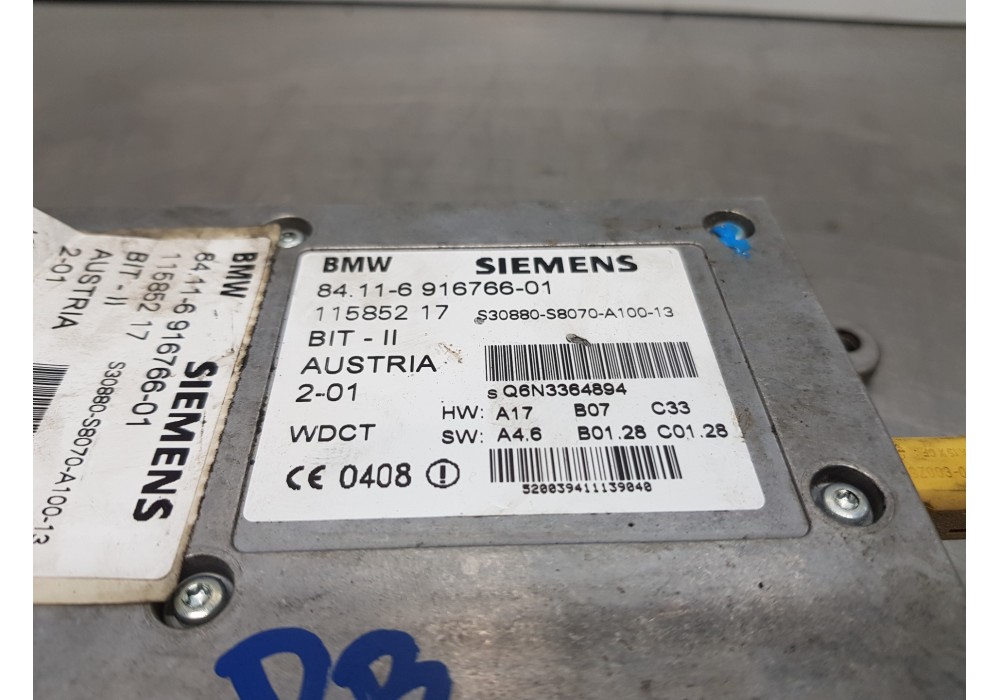 BMW SIEMENS
84.11-6 916766-01
115852 17 S30880-S8070-A100-13
BIT - II
AUSTRIA
2-01 s Q6N3364894
HW: A17 B07 C33
WDCT SW: A4.6 B01.28 C01.28
CE 0408
520039411139040
BMW SIEMENS
84.11-6 916766-01
115852 17 S30880-S8070-A100-13
BIT - II
AUSTRIA
2-01